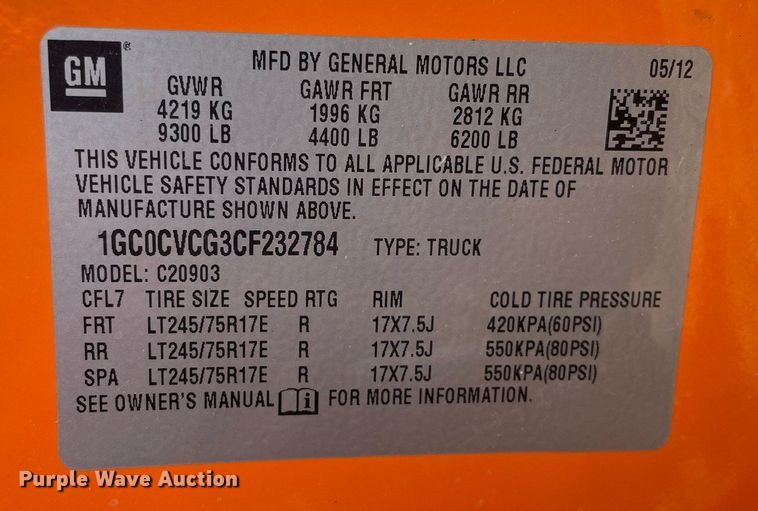 GM ®
MFD BY GENERAL MOTORS LLC 05/12
GVWR GAWR FRT GAWR RR
4219 KG 1996 KG 2812 KG
9300 LB 4400 LB 6200 LB
THIS VEHICLE CONFORMS TO ALL APPLICABLE U.S. FEDERAL MOTOR
VEHICLE SAFETY STANDARDS IN EFFECT ON THE DATE OF
MANUFACTURE SHOWN ABOVE.
1GC0CVCG3CF232784 TYPE: TRUCK
MODEL: C20903
CFL7 TIRE SIZE SPEED RTG RIM COLD TIRE PRESSURE
FRT LT245/75R17E R 17X7.5J 420KPA(60PSI)
RR LT245/75R17E R 17X7.5J 550KPA(80PSI)
SPA LT245/75R17E R 17X7.5J 550KPA(80PSI)
SEE OWNER'S MANUAL i FOR MORE INFORMATION.
Purple Wave Auction